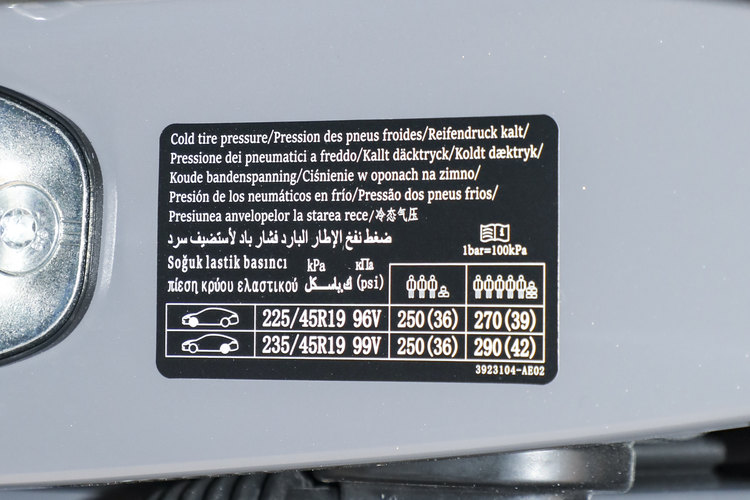 Cold tire pressure/Pression des pneus froides/Reifendruck kalt/
Pressione dei pneumatici a freddo/Kallt däcktryck/Koldt dæktryk/
Koude bandenspanning/Ciśnienie w oponach na zimno/
Presión de los neumáticos en frío/Pressão dos pneus frios/
Presiunea anvelopelor la starea rece/冷态气压
ضغط نفخ الإطار البارد فشار باد لاستضيف سرد
1bar=100kPa
Soğuk lastik basıncı kPa кПа
πίεση κρύου ελαστικού كيلوباسكال (psi)
225/45R19 96V 250(36) 270(39)
235/45R19 99V 250(36) 290(42)
3923104-AE02